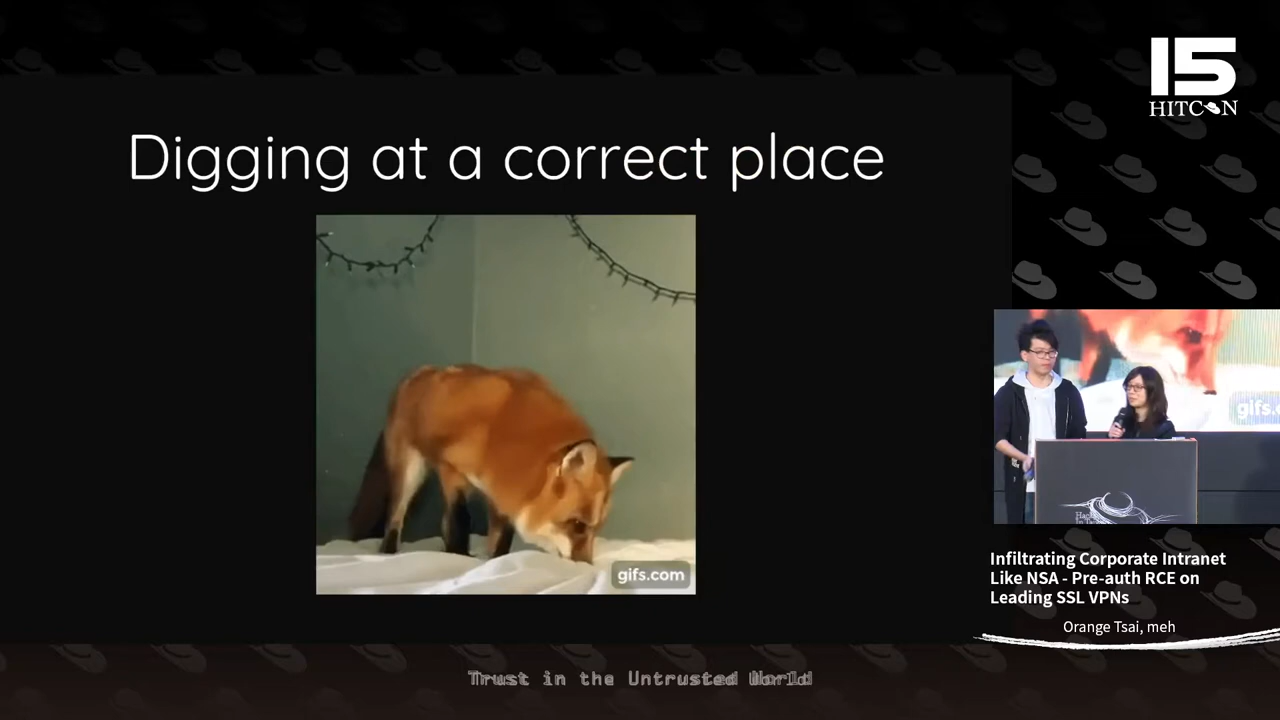 15
HITCON
Digging at a correct place
gifs.com
gifs.
Infiltrating Corporate Intranet
Like NSA - Pre-auth RCE on
Leading SSL VPNs
Orange Tsai, meh
Trust in the Untrusted World